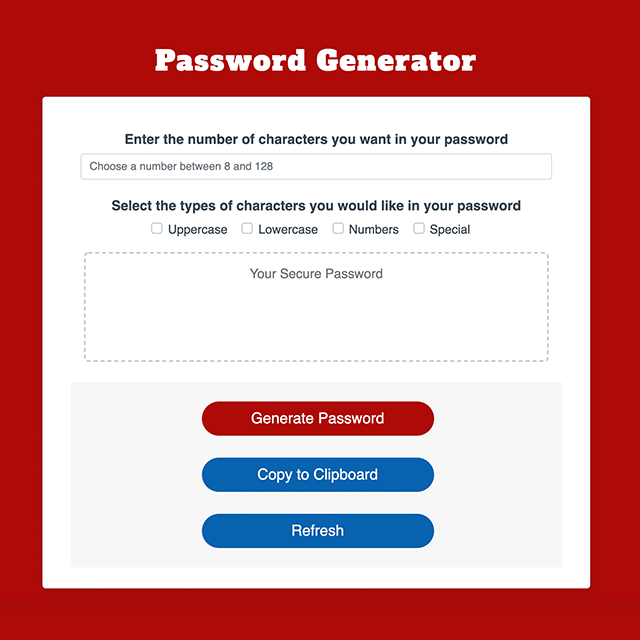 Password Generator
Enter the number of characters you want in your password
Choose a number between 8 and 128
Select the types of characters you would like in your password
Uppercase Lowercase Numbers Special
Your Secure Password
Generate Password
Copy to Clipboard
Refresh